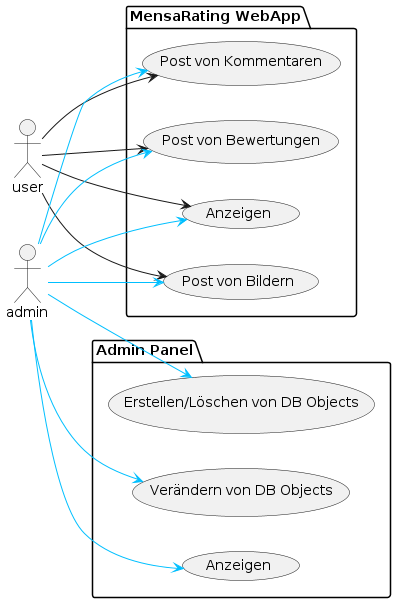 MensaRating WebApp
Post von Kommentaren
Post von Bewertungen
user
Anzeigen
Post von Bildern
admin
Admin Panel
Erstellen/Löschen von DB Objects
Verändern von DB Objects
Anzeigen